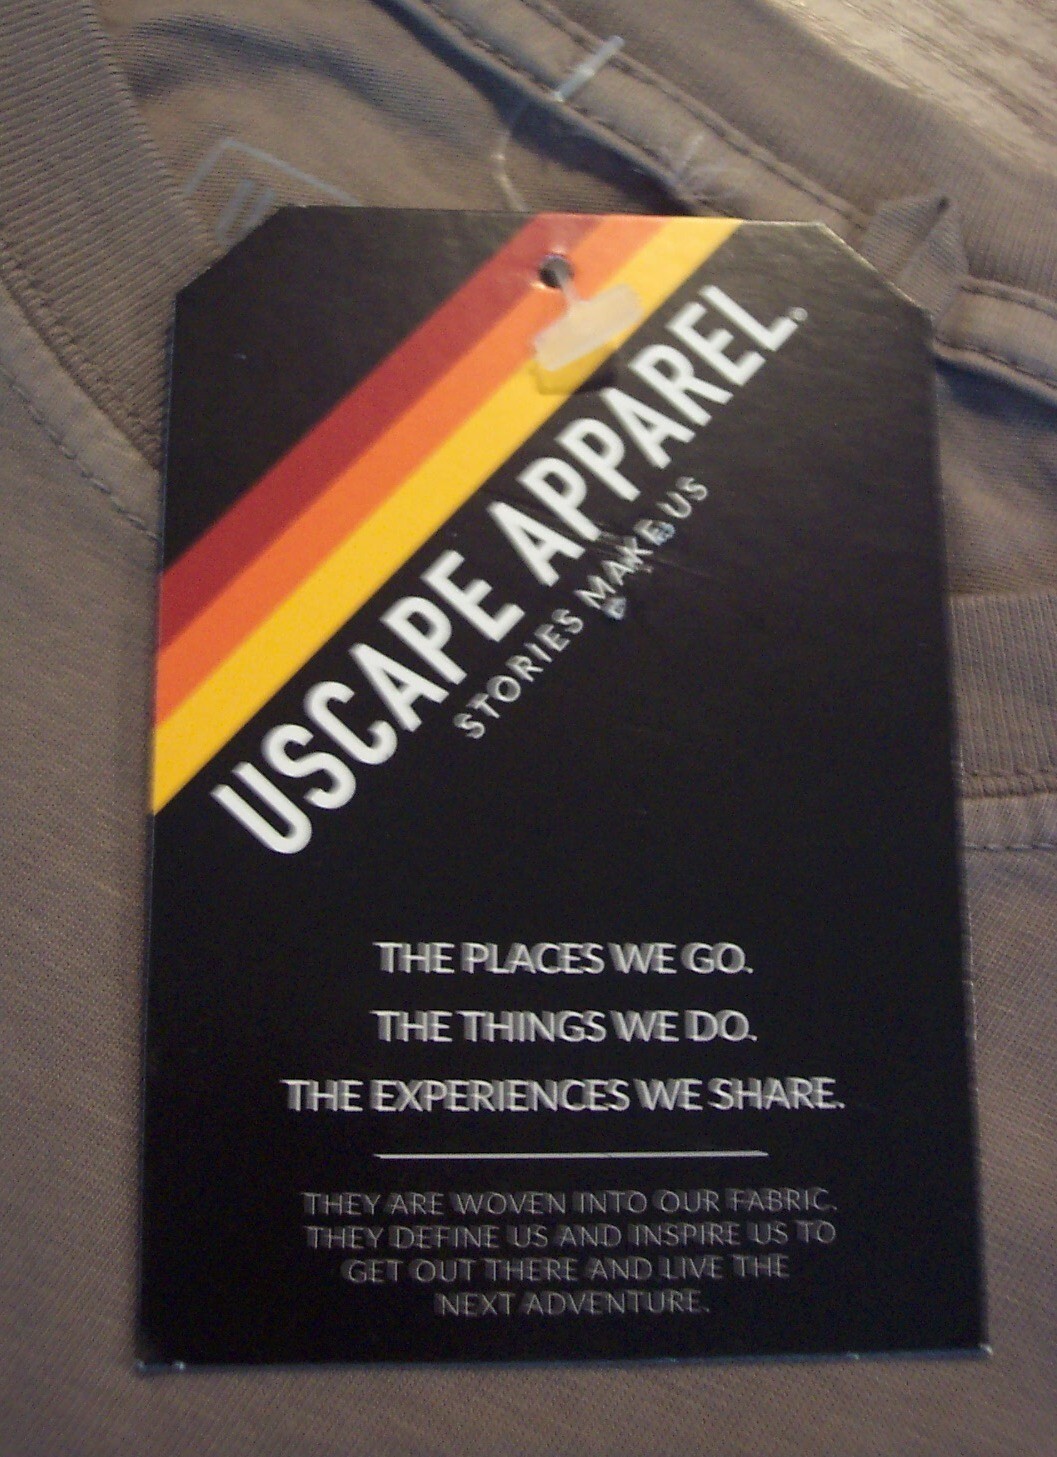 USCAPE APPAREL.
STORIES MAKE US
THE PLACES WE GO.
THE THINGS WE DO.
THE EXPERIENCES WE SHARE.
THEY ARE WOVEN INTO OUR FABRIC.
THEY DEFINE US AND INSPIRE US TO
GET OUT THERE AND LIVE THE
NEXT ADVENTURE.